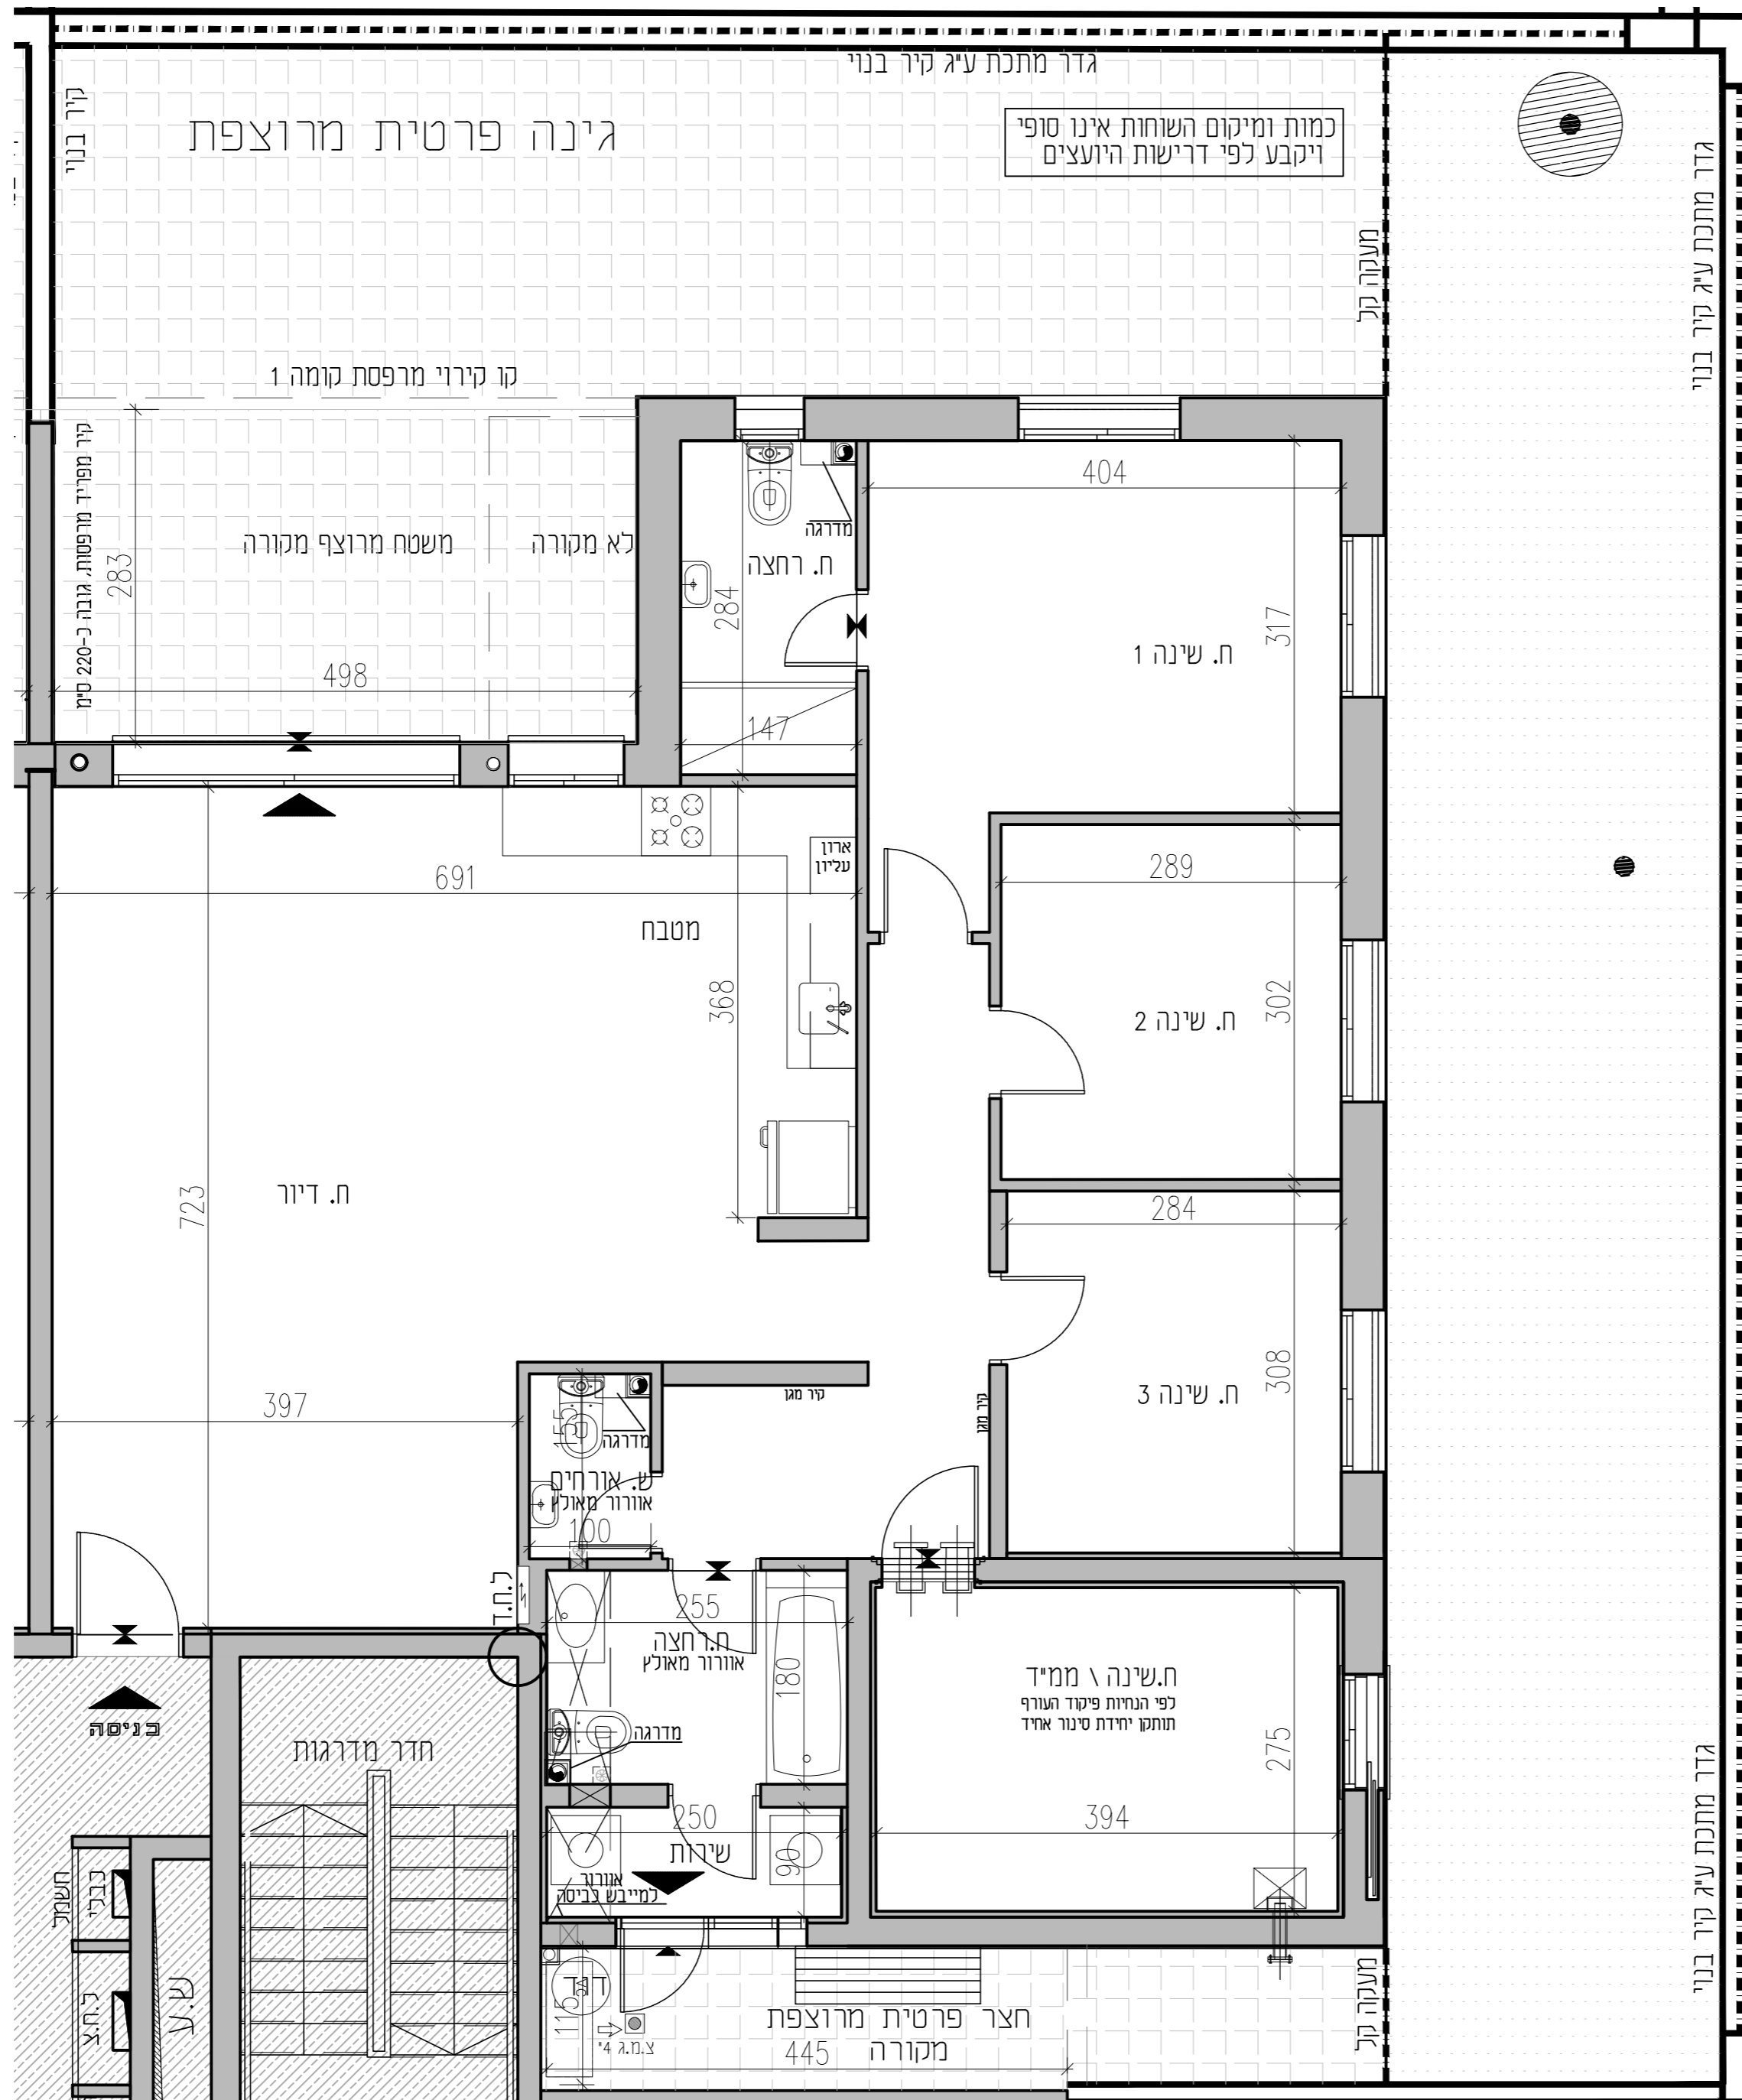 גדר מתכת ע"ג קיר בנוי
קיר בנוי
גינה פרטית מרוצפת
כמות ומיקום השוחות אינו סופי
ויקבע לפי דרישות היועצים
גדר מתכת ע"ג קיר בנוי
מעקה קל
קו קירוי מרפסת קומה 1
קיר מפריד מרפסות, גובה כ-220 ס"מ
283
משטח מרוצף מקורה
לא מקורה
498
מדרגה
ח. רחצה
284
147
404
317
ח. שינה 1
691
ארון
עליון
מטבח
368
289
302
ח. שינה 2
723
ח. דיור
284
308
ח. שינה 3
397
קיר מגן
קיר מגן
155
מדרגה
ש. אורחים
אוורור מאולץ
100
ל.ח.ד
255
ח.רחצה
אוורור מאולץ
180
מדרגה
ח.שינה \ ממ"ד
לפי הנחיות פיקוד העורף
תותקן יחידת סינור אחיד
275
394
כניסה
חדר מדרגות
250
שירות
90
אוורור
למייבש כביסה
חשמל
כבלי
ל.ח.צ
ש.ע
דוד
115
צ.מ.ג 4"
חצר פרטית מרוצפת
מקורה
445
מעקה קל
גדר מתכת ע"ג קיר בנוי